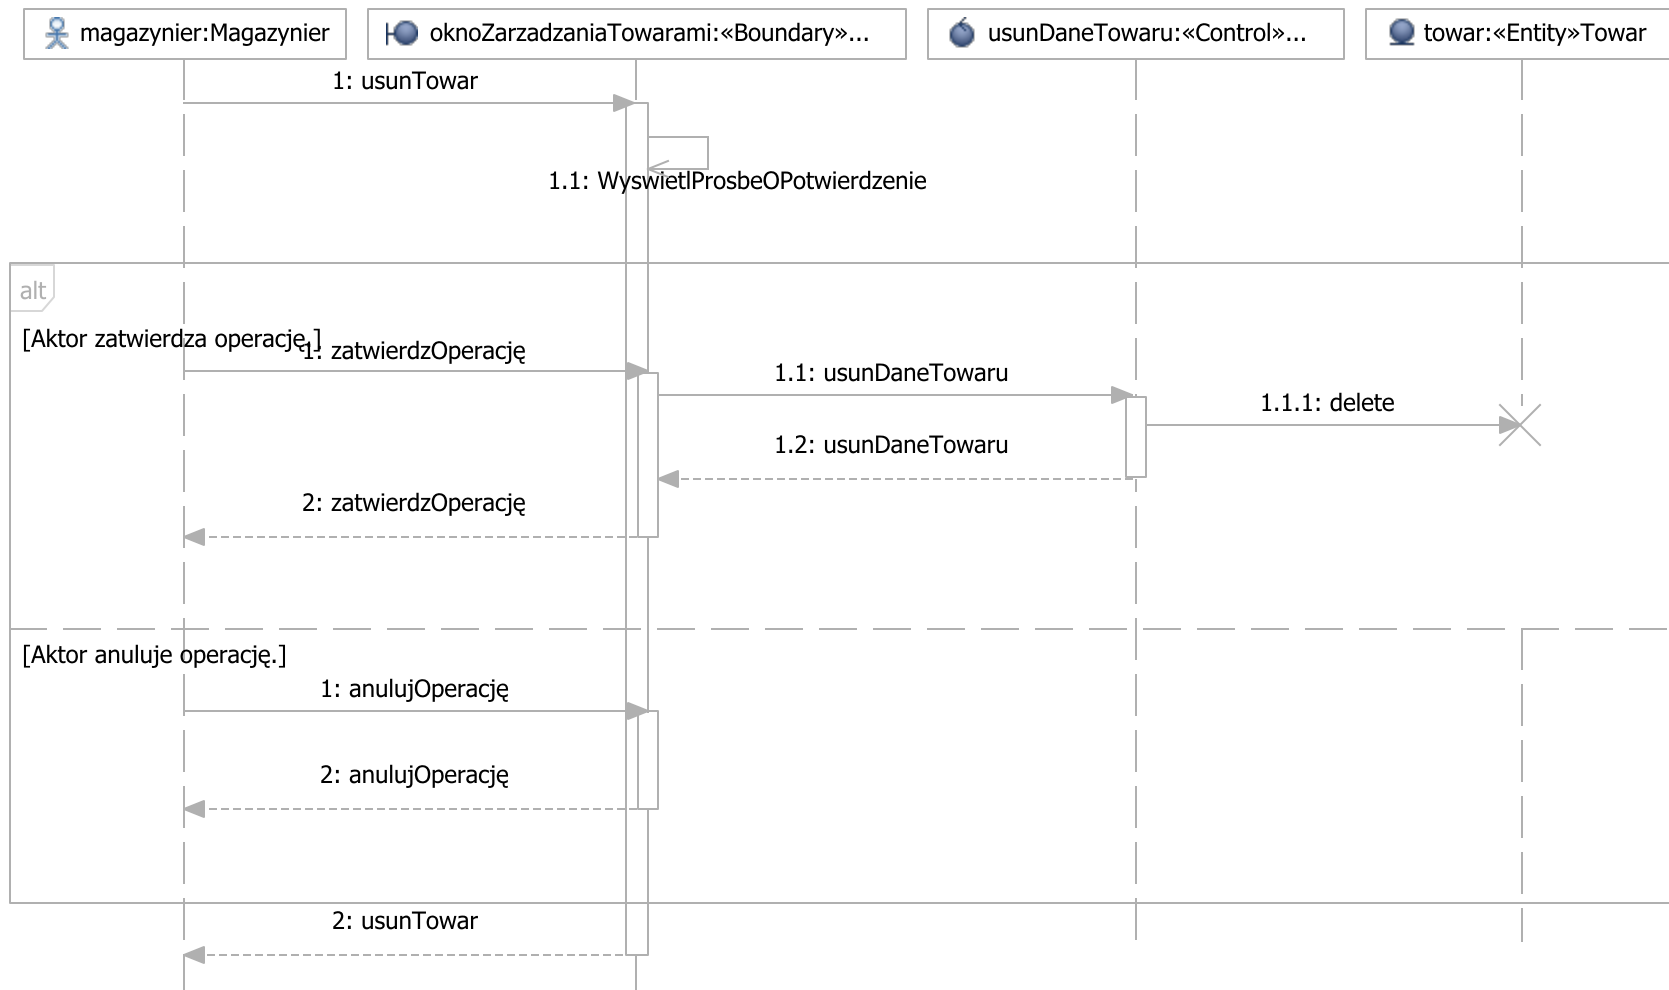 magazynier:Magazynier
oknoZarzadzaniaTowarami:«Boundary»...
usunDaneTowaru:«Control»...
towar:«Entity»Towar
1: usunTowar
1.1: WyswietlProsbeOPotwierdzenie
alt
[Aktor zatwierdza operację.]
1: zatwierdzOperację
1.1: usunDaneTowaru
1.1.1: delete
1.2: usunDaneTowaru
2: zatwierdzOperację
[Aktor anuluje operację.]
1: anulujOperację
2: anulujOperację
2: usunTowar